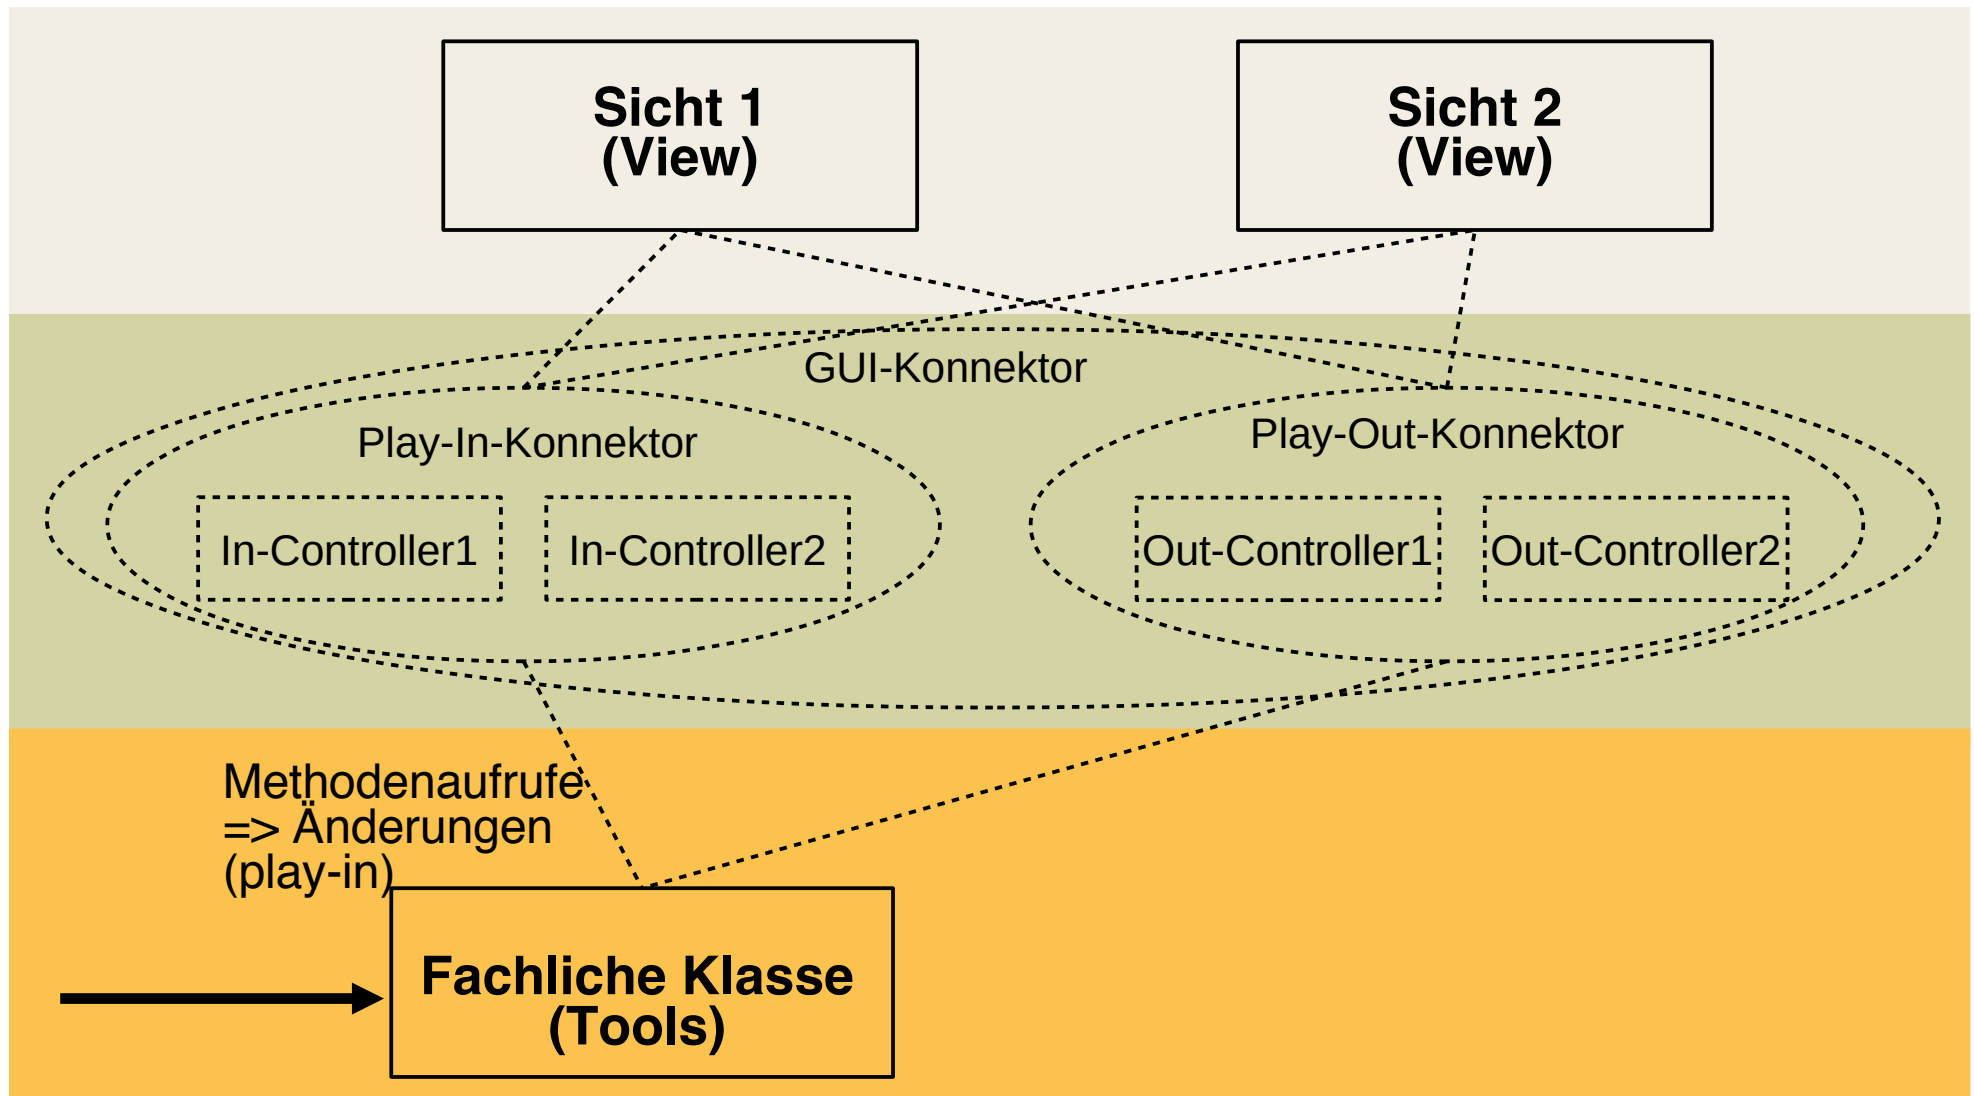 Sicht 1
(View)
Sicht 2
(View)
GUI-Konnektor
Play-In-Konnektor
Play-Out-Konnektor
In-Controller1
In-Controller2
Out-Controller1
Out-Controller2
Methodenaufrufe
=> Änderungen
(play-in)
Fachliche Klasse
(Tools)